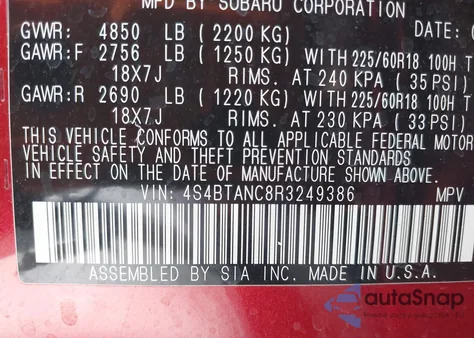 MFD BY SUBARU CORPORATION DATE:
GVWR: 4850 LB (2200 KG)
GAWR:F 2756 LB (1250 KG) WITH 225/60R18 100H T
18X7J RIMS. AT 240 KPA (35 PSI)
GAWR:R 2690 LB (1220 KG) WITH 225/60R18 100H T
18X7J RIMS. AT 230 KPA (33 PSI)
THIS VEHICLE CONFORMS TO ALL APPLICABLE FEDERAL MOTOR
VEHICLE SAFETY AND THEFT PREVENTION STANDARDS
IN EFFECT ON THE DATE OF MANUFACTURE SHOWN ABOVE.
VIN: 4S4BTANC8R3249386 MPV
ASSEMBLED BY SIA INC. MADE IN U.S.A.
autoSnap